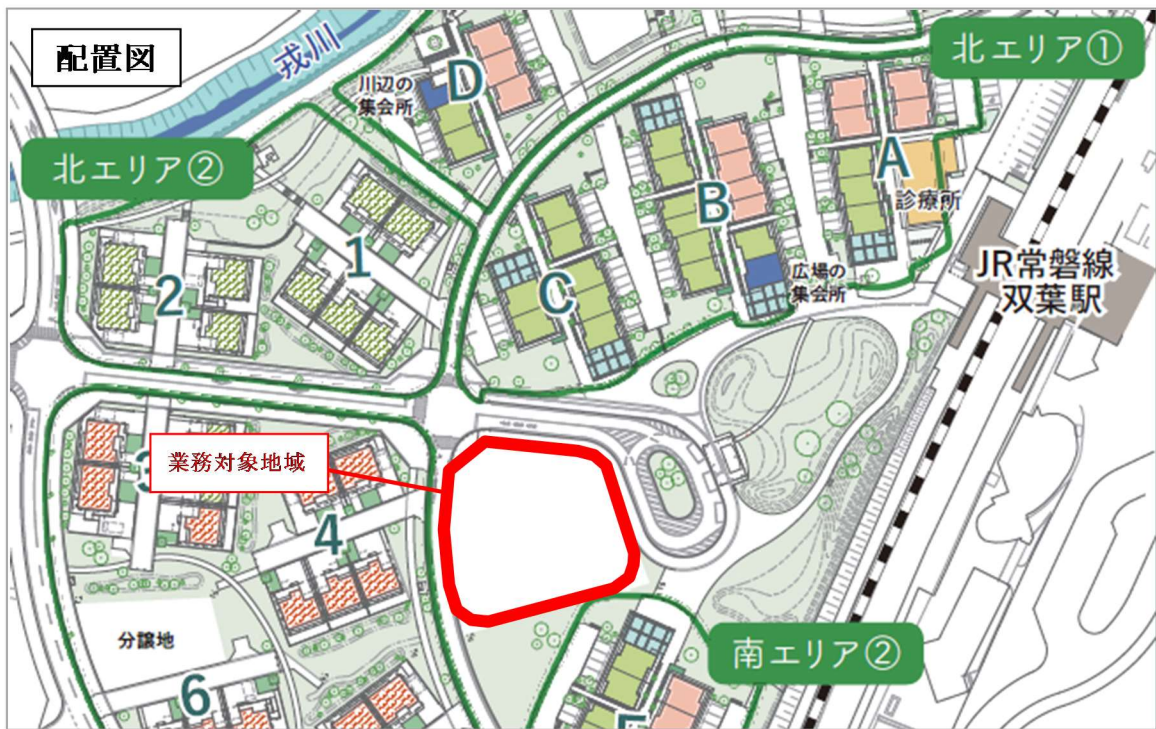 配置図
戎川
川辺の
集会所
D
北エリア①
北エリア②
A
診療所
B
1
2
C
広場の
集会所
JR常磐線
双葉駅
3
業務対象地域
4
分譲地
南エリア②
6